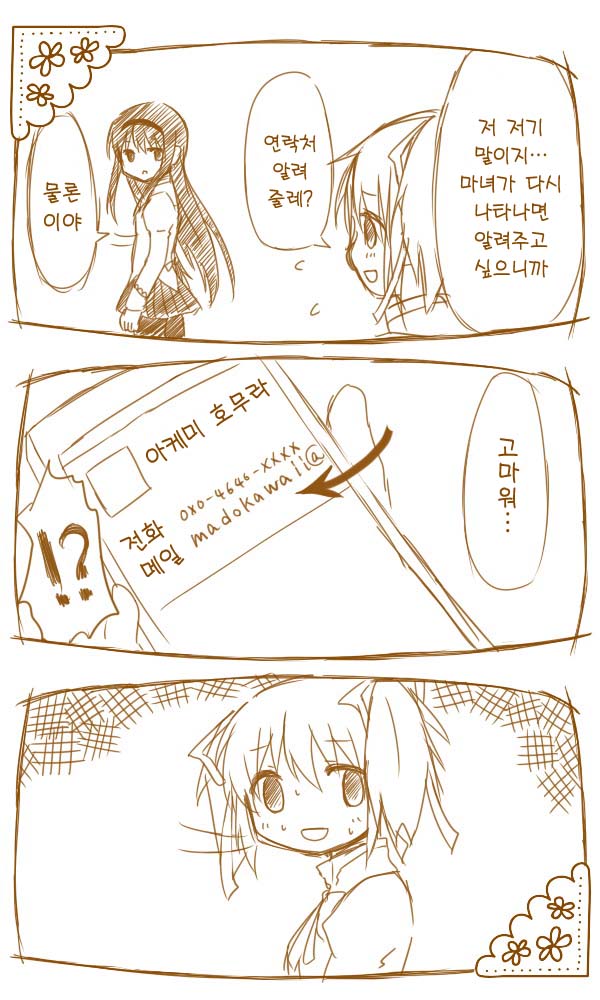 저 저기
말이지…
마녀가 다시
나타나면
알려주고
싶으니까
연락처
알려
줄레?
물론
이야
고마워…
아케미 호무라
전화 0x0-4646-xxxx
메일 madokawaii@
!?